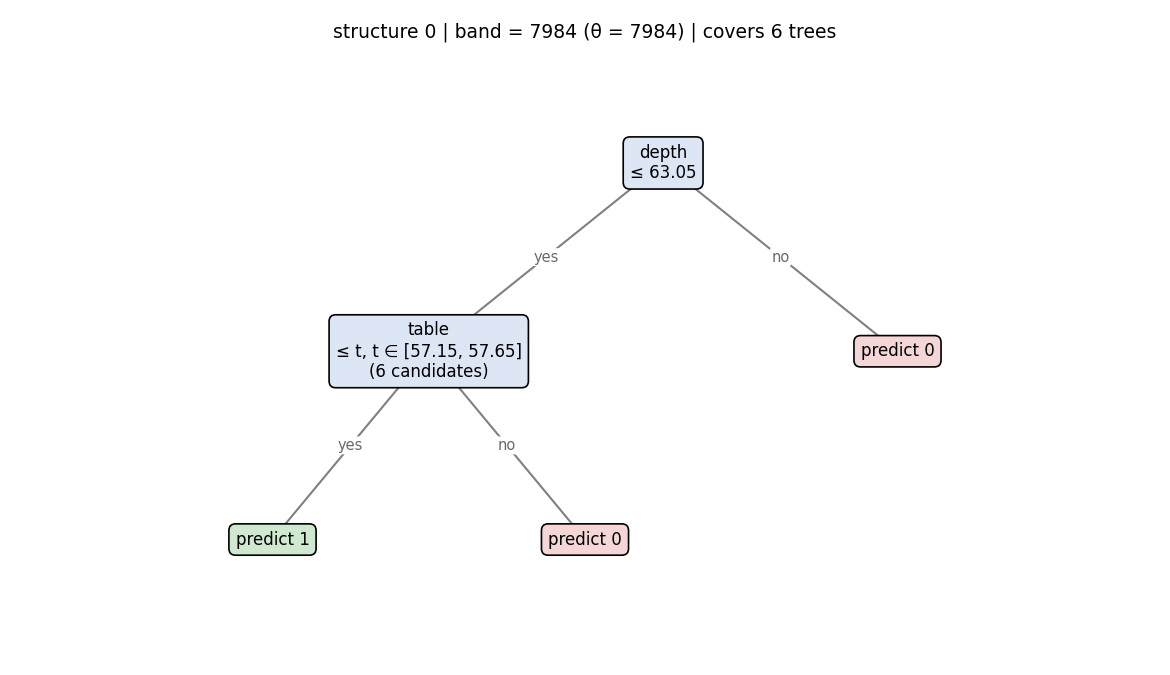 structure 0 | band = 7984 (θ = 7984) | covers 6 trees
depth
≤ 63.05
yes
no
table
≤ t, t ∈ [57.15, 57.65]
(6 candidates)
predict 0
yes
no
predict 1
predict 0